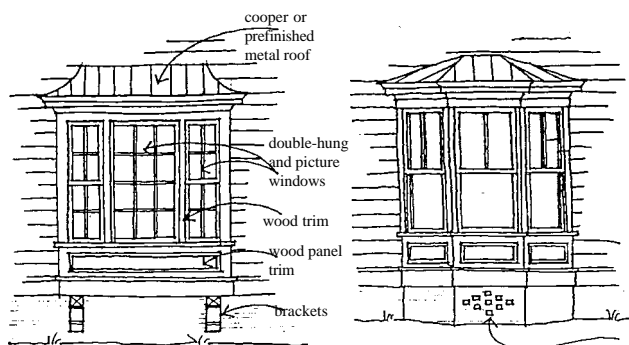 cooper or
prefinished
metal roof
double-hung
and picture
windows
wood trim
wood panel
trim
brackets